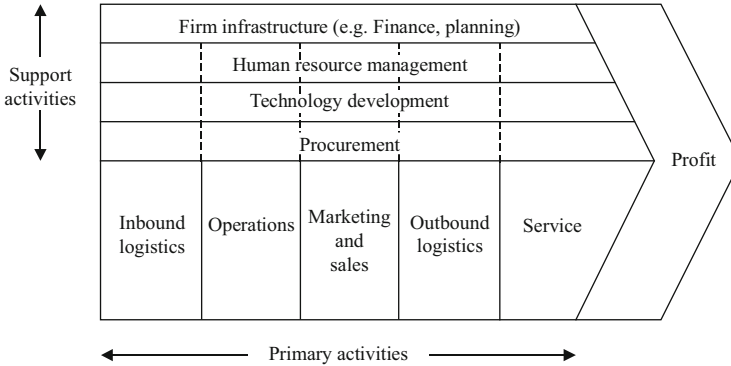 Firm infrastructure (e.g. Finance, planning)
Human resource management
Technology development
Procurement
Support
activities
Profit
Inbound
logistics
Operations
Marketing
and
sales
Outbound
logistics
Service
Primary activities